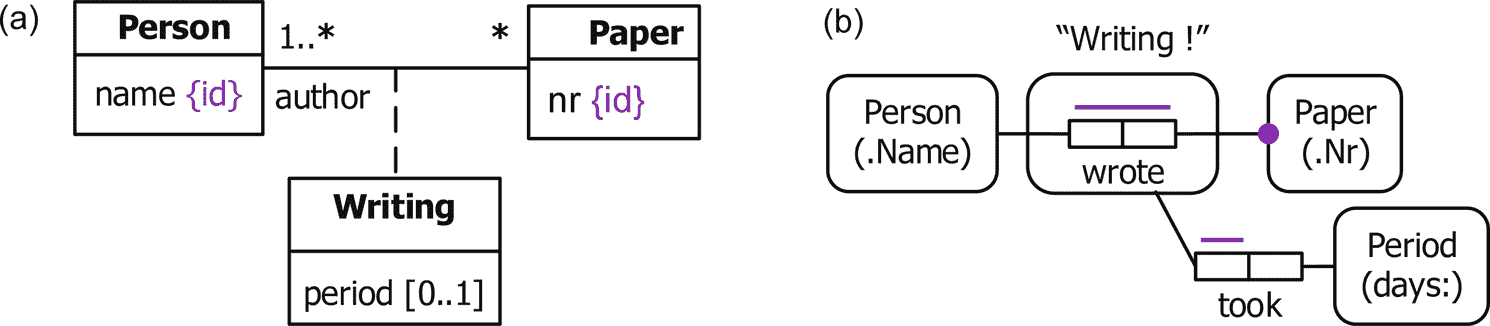 (a)
Person
name {id}
1..*
*
author
Paper
nr {id}
Writing
period [0..1]
(b)
“Writing !”
Person
(.Name)
wrote
Paper
(.Nr)
took
Period
(days:)